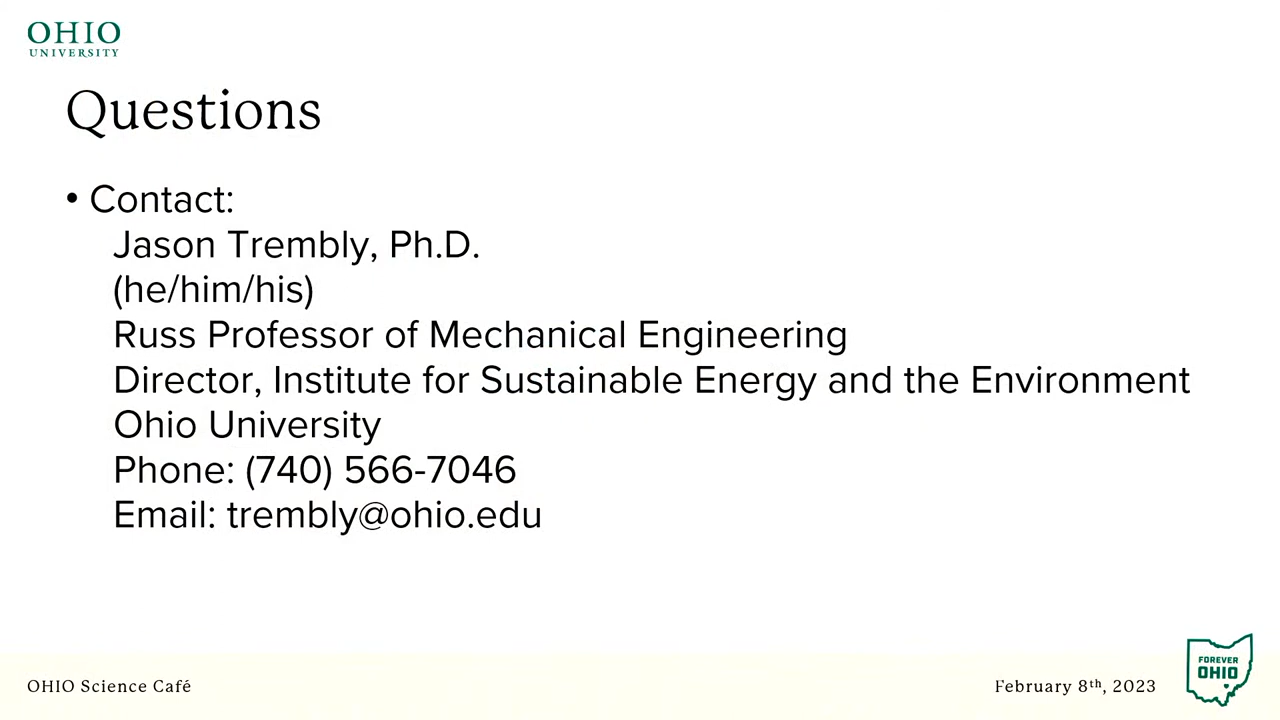 OHIO
UNIVERSITY
Questions
• Contact:
Jason Trembly, Ph.D.
(he/him/his)
Russ Professor of Mechanical Engineering
Director, Institute for Sustainable Energy and the Environment
Ohio University
Phone: (740) 566-7046
Email: trembly@ohio.edu
OHIO Science Café
February 8th, 2023
FOREVER
OHIO